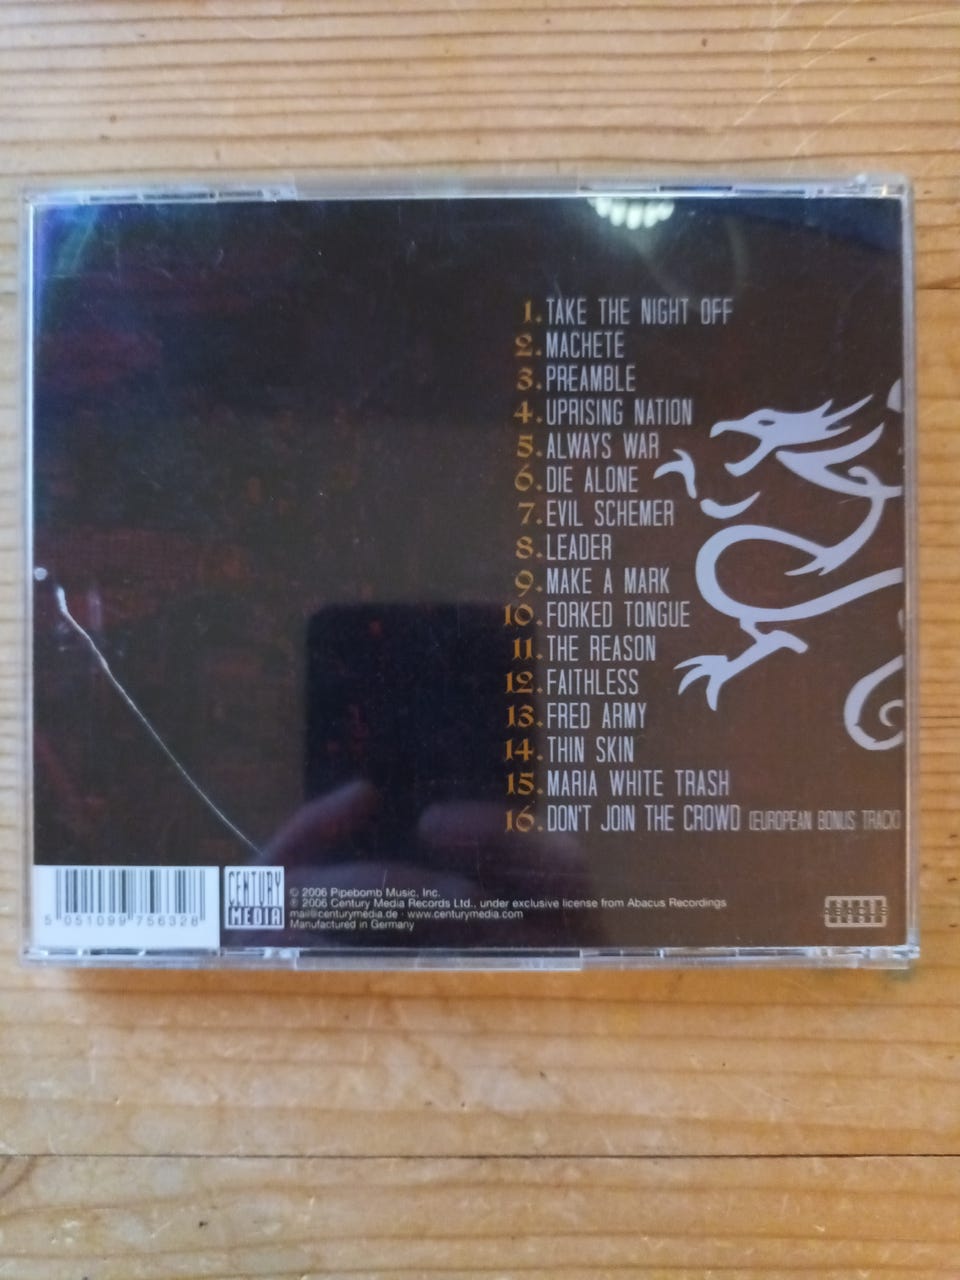 1. TAKE THE NIGHT OFF
2. MACHETE
3. PREAMBLE
4. UPRISING NATION
5. ALWAYS WAR
6. DIE ALONE
7. EVIL SCHEMER
8. LEADER
9. MAKE A MARK
10. FORKED TONGUE
11. THE REASON
12. FAITHLESS
13. FRED ARMY
14. THIN SKIN
15. MARIA WHITE TRASH
16. DON'T JOIN THE CROWD (EUROPEAN BONUS TRACK)
5 051099 756328
CENTURY
MEDIA
© 2006 Pipebomb Music, Inc.
℗ 2006 Century Media Records Ltd., under exclusive license from Abacus Recordings
mail@centurymedia.de · www.centurymedia.com
Manufactured in Germany
ABACUS